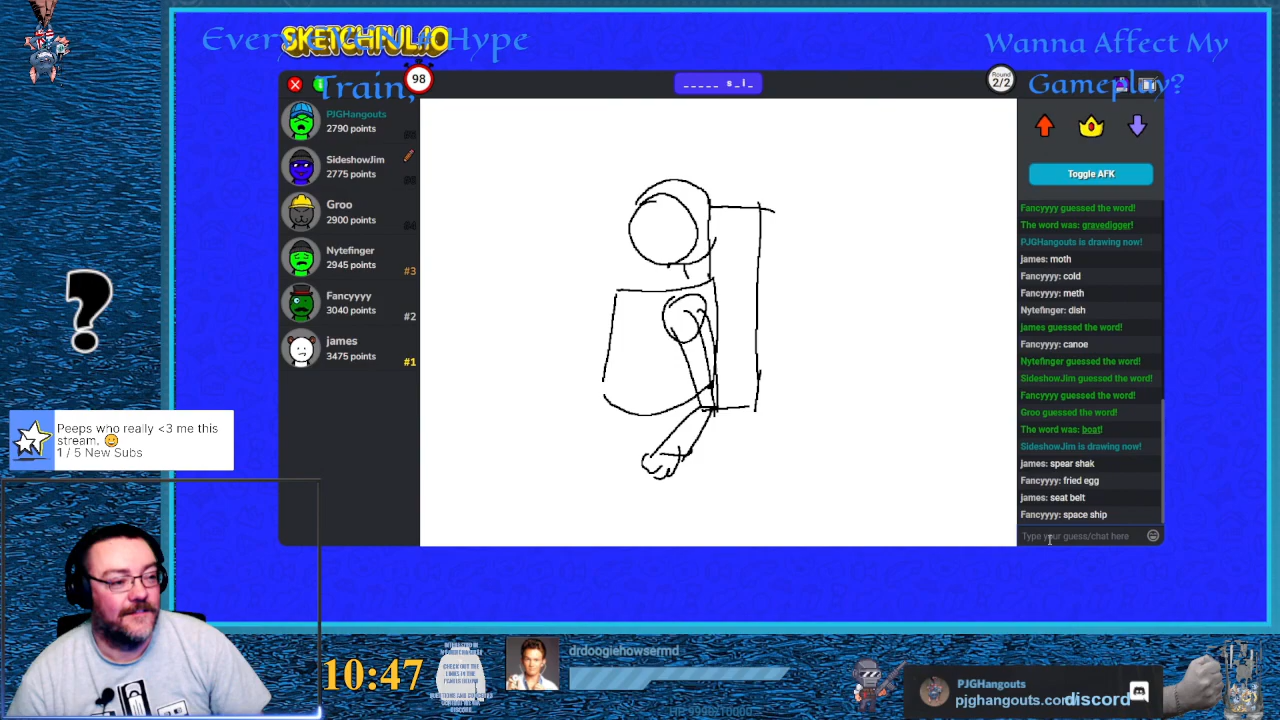 Every
SKETCHFUL.IO
Hype
Train,
Wanna Affect My
Gameplay?
98
_ _ _ _ _ s _ i _
Round
2/2
PJGHangouts
2790 points
SideshowJim
2775 points
Groo
2900 points
Nytefinger
2945 points
#3
Fancyyyy
3040 points
#2
james
3475 points
#1
Toggle AFK
Fancyyyy guessed the word!
The word was: gravedigger!
PJGHangouts is drawing now!
james: moth
Fancyyyy: cold
Fancyyyy: meth
Nytefinger: dish
james guessed the word!
Fancyyyy: canoe
Nytefinger guessed the word!
SideshowJim guessed the word!
Fancyyyy guessed the word!
Groo guessed the word!
The word was: boat!
SideshowJim is drawing now!
james: spear shak
Fancyyyy: fried egg
james: seat belt
Fancyyyy: space ship
Type your guess/chat here
Peeps who really <3 me this
stream.
1 / 5 New Subs
10:47
drdoogiehowsermd
PJGHangouts
pjghangouts.com/discord